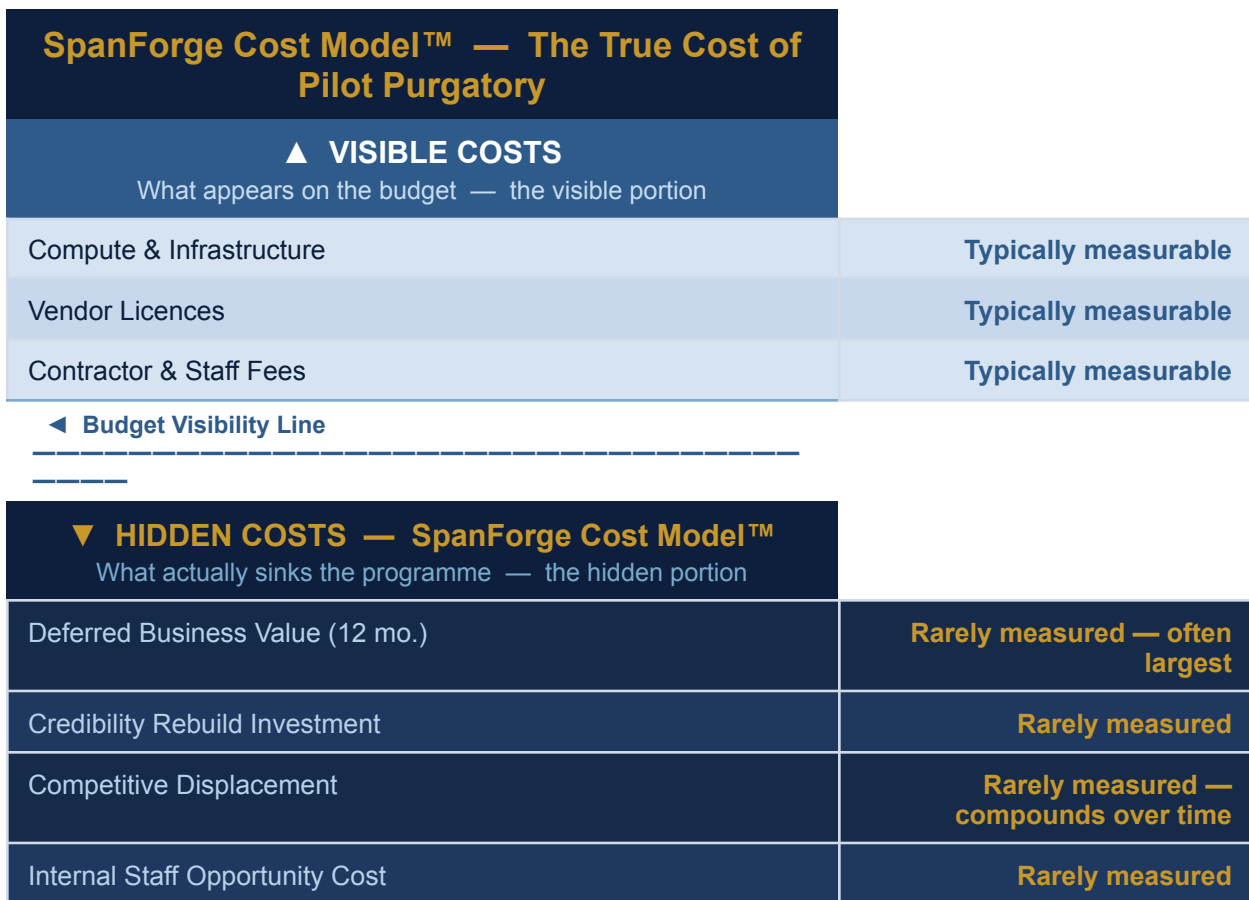 SpanForge Cost Model™ — The True Cost of
Pilot Purgatory
▲ VISIBLE COSTS
What appears on the budget — the visible portion
Compute & Infrastructure
Typically measurable
Vendor Licences
Typically measurable
Contractor & Staff Fees
Typically measurable
◄ Budget Visibility Line
▼ HIDDEN COSTS — SpanForge Cost Model™
What actually sinks the programme — the hidden portion
Deferred Business Value (12 mo.)
Rarely measured — often
largest
Credibility Rebuild Investment
Rarely measured
Competitive Displacement
Rarely measured —
compounds over time
Internal Staff Opportunity Cost
Rarely measured